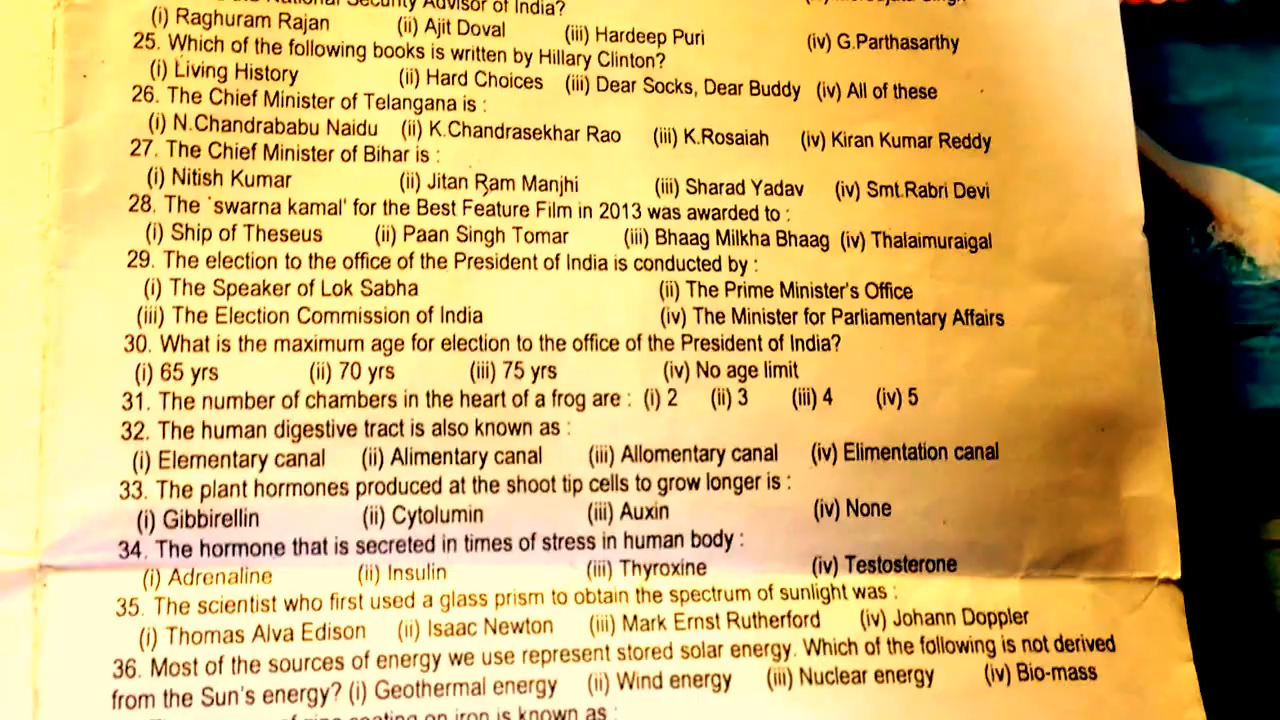 Security Advisor of India?
(i) Raghuram Rajan (ii) Ajit Doval (iii) Hardeep Puri (iv) G.Parthasarthy
25. Which of the following books is written by Hillary Clinton?
(i) Living History (ii) Hard Choices (iii) Dear Socks, Dear Buddy (iv) All of these
26. The Chief Minister of Telangana is :
(i) N.Chandrababu Naidu (ii) K.Chandrasekhar Rao (iii) K.Rosaiah (iv) Kiran Kumar Reddy
27. The Chief Minister of Bihar is :
(i) Nitish Kumar (ii) Jitan Ram Manjhi (iii) Sharad Yadav (iv) Smt.Rabri Devi
28. The `swarna kamal' for the Best Feature Film in 2013 was awarded to :
(i) Ship of Theseus (ii) Paan Singh Tomar (iii) Bhaag Milkha Bhaag (iv) Thalaimuraigal
29. The election to the office of the President of India is conducted by :
(i) The Speaker of Lok Sabha (ii) The Prime Minister's Office
(iii) The Election Commission of India (iv) The Minister for Parliamentary Affairs
30. What is the maximum age for election to the office of the President of India?
(i) 65 yrs (ii) 70 yrs (iii) 75 yrs (iv) No age limit
31. The number of chambers in the heart of a frog are : (i) 2 (ii) 3 (iii) 4 (iv) 5
32. The human digestive tract is also known as :
(i) Elementary canal (ii) Alimentary canal (iii) Allomentary canal (iv) Elimentation canal
33. The plant hormones produced at the shoot tip cells to grow longer is :
(i) Gibbirellin (ii) Cytolumin (iii) Auxin (iv) None
34. The hormone that is secreted in times of stress in human body :
(i) Adrenaline (ii) Insulin (iii) Thyroxine (iv) Testosterone
35. The scientist who first used a glass prism to obtain the spectrum of sunlight was :
(i) Thomas Alva Edison (ii) Isaac Newton (iii) Mark Ernst Rutherford (iv) Johann Doppler
36. Most of the sources of energy we use represent stored solar energy. Which of the following is not derived
from the Sun's energy? (i) Geothermal energy (ii) Wind energy (iii) Nuclear energy (iv) Bio-mass
coating on iron is known as :